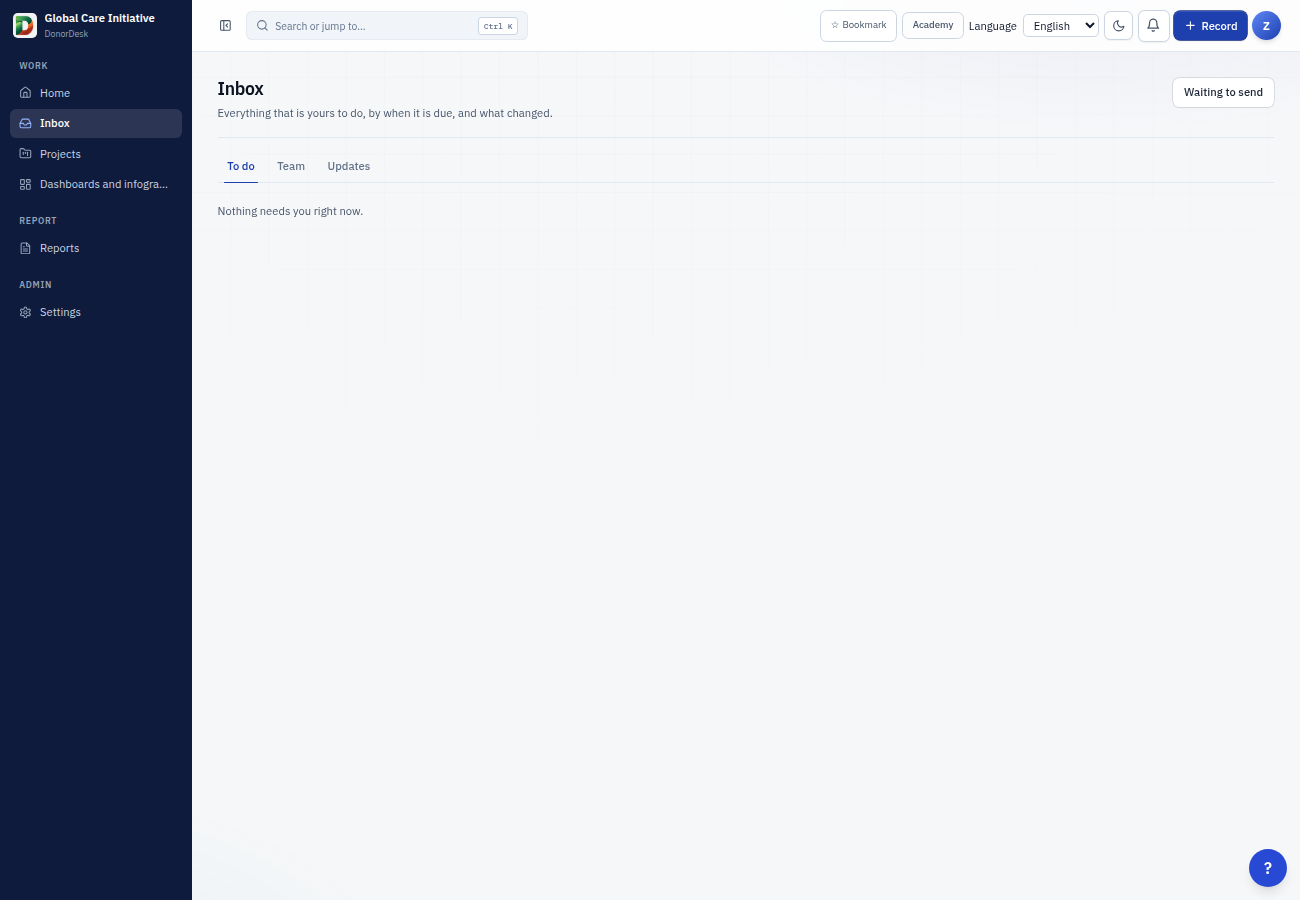 Global Care Initiative
DonorDesk
WORK
Home
Inbox
Projects
Dashboards and infogra...
REPORT
Reports
ADMIN
Settings
Search or jump to... Ctrl K
☆ Bookmark
Academy
Language
English
+ Record
Z
Inbox
Everything that is yours to do, by when it is due, and what changed.
Waiting to send
To do Team Updates
Nothing needs you right now.
?